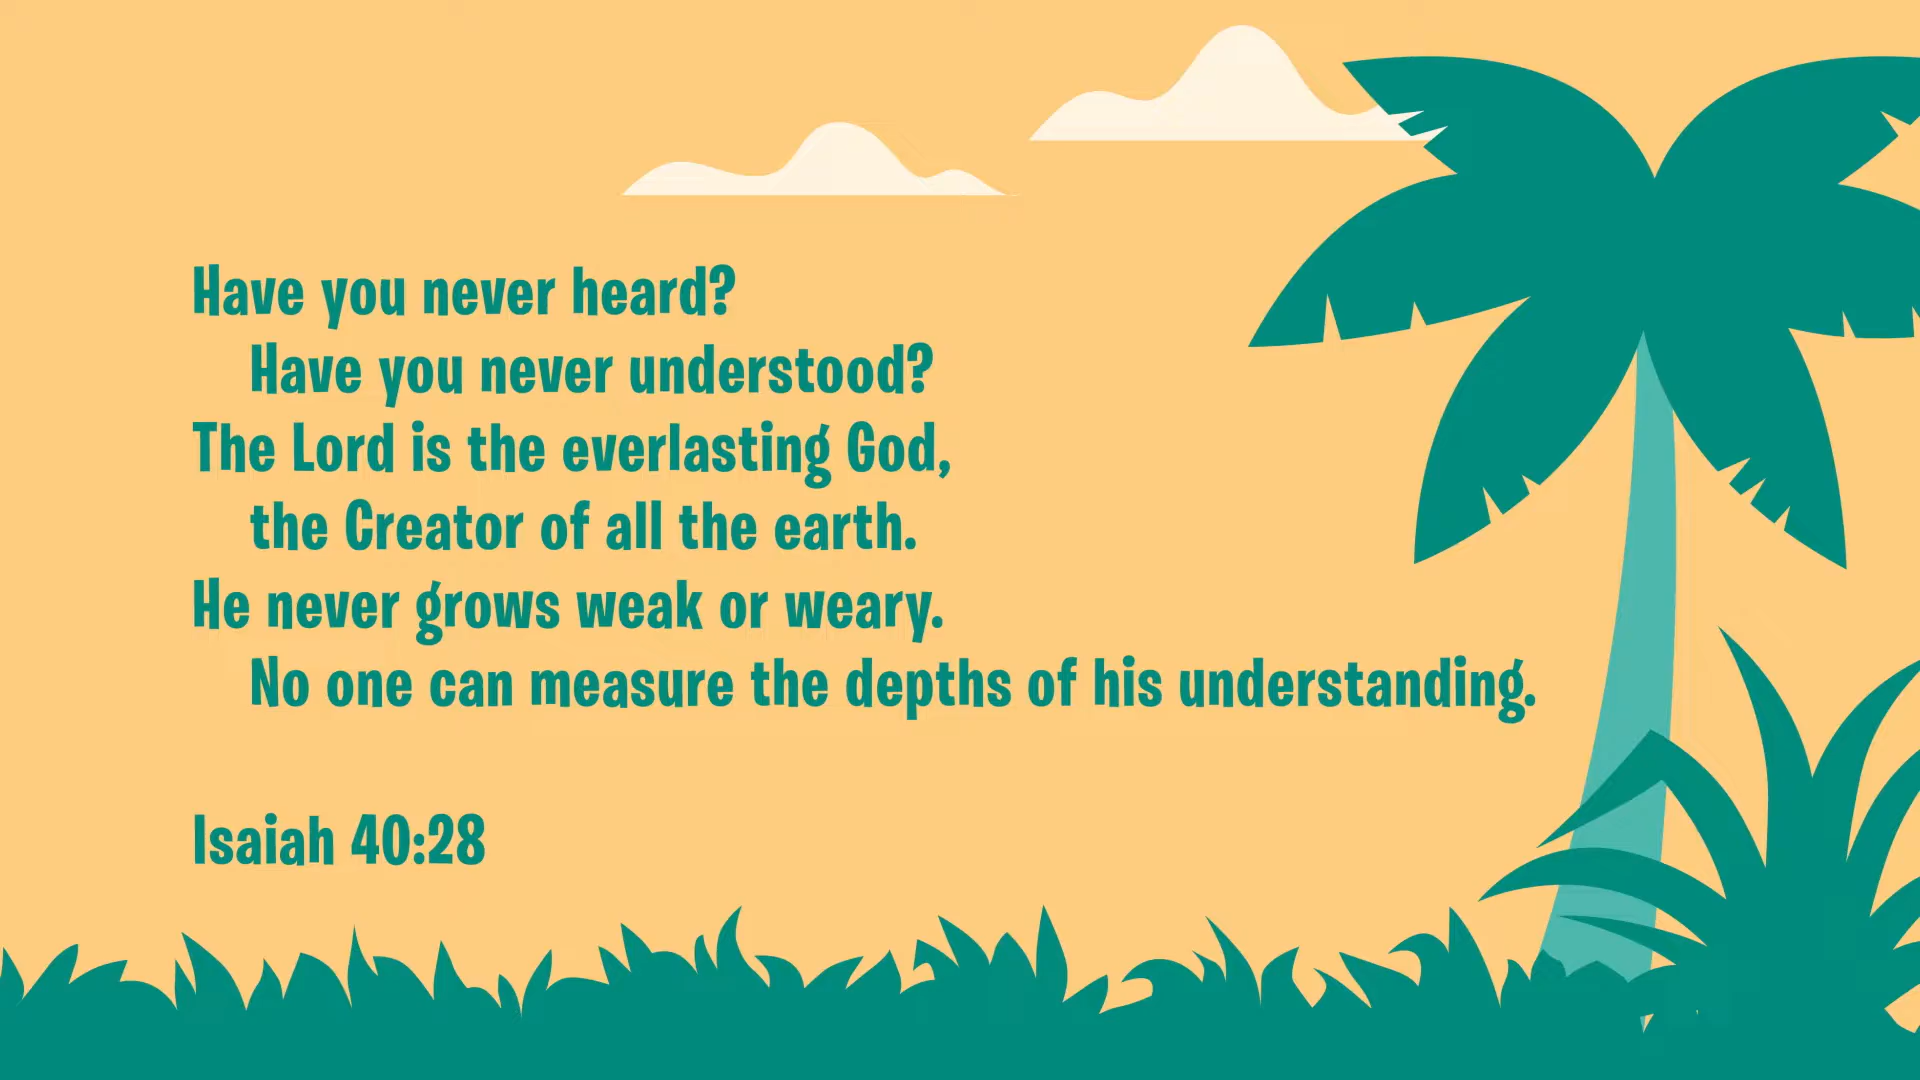 Have you never heard?
Have you never understood?
The Lord is the everlasting God,
the Creator of all the earth.
He never grows weak or weary.
No one can measure the depths of his understanding.
Isaiah 40:28